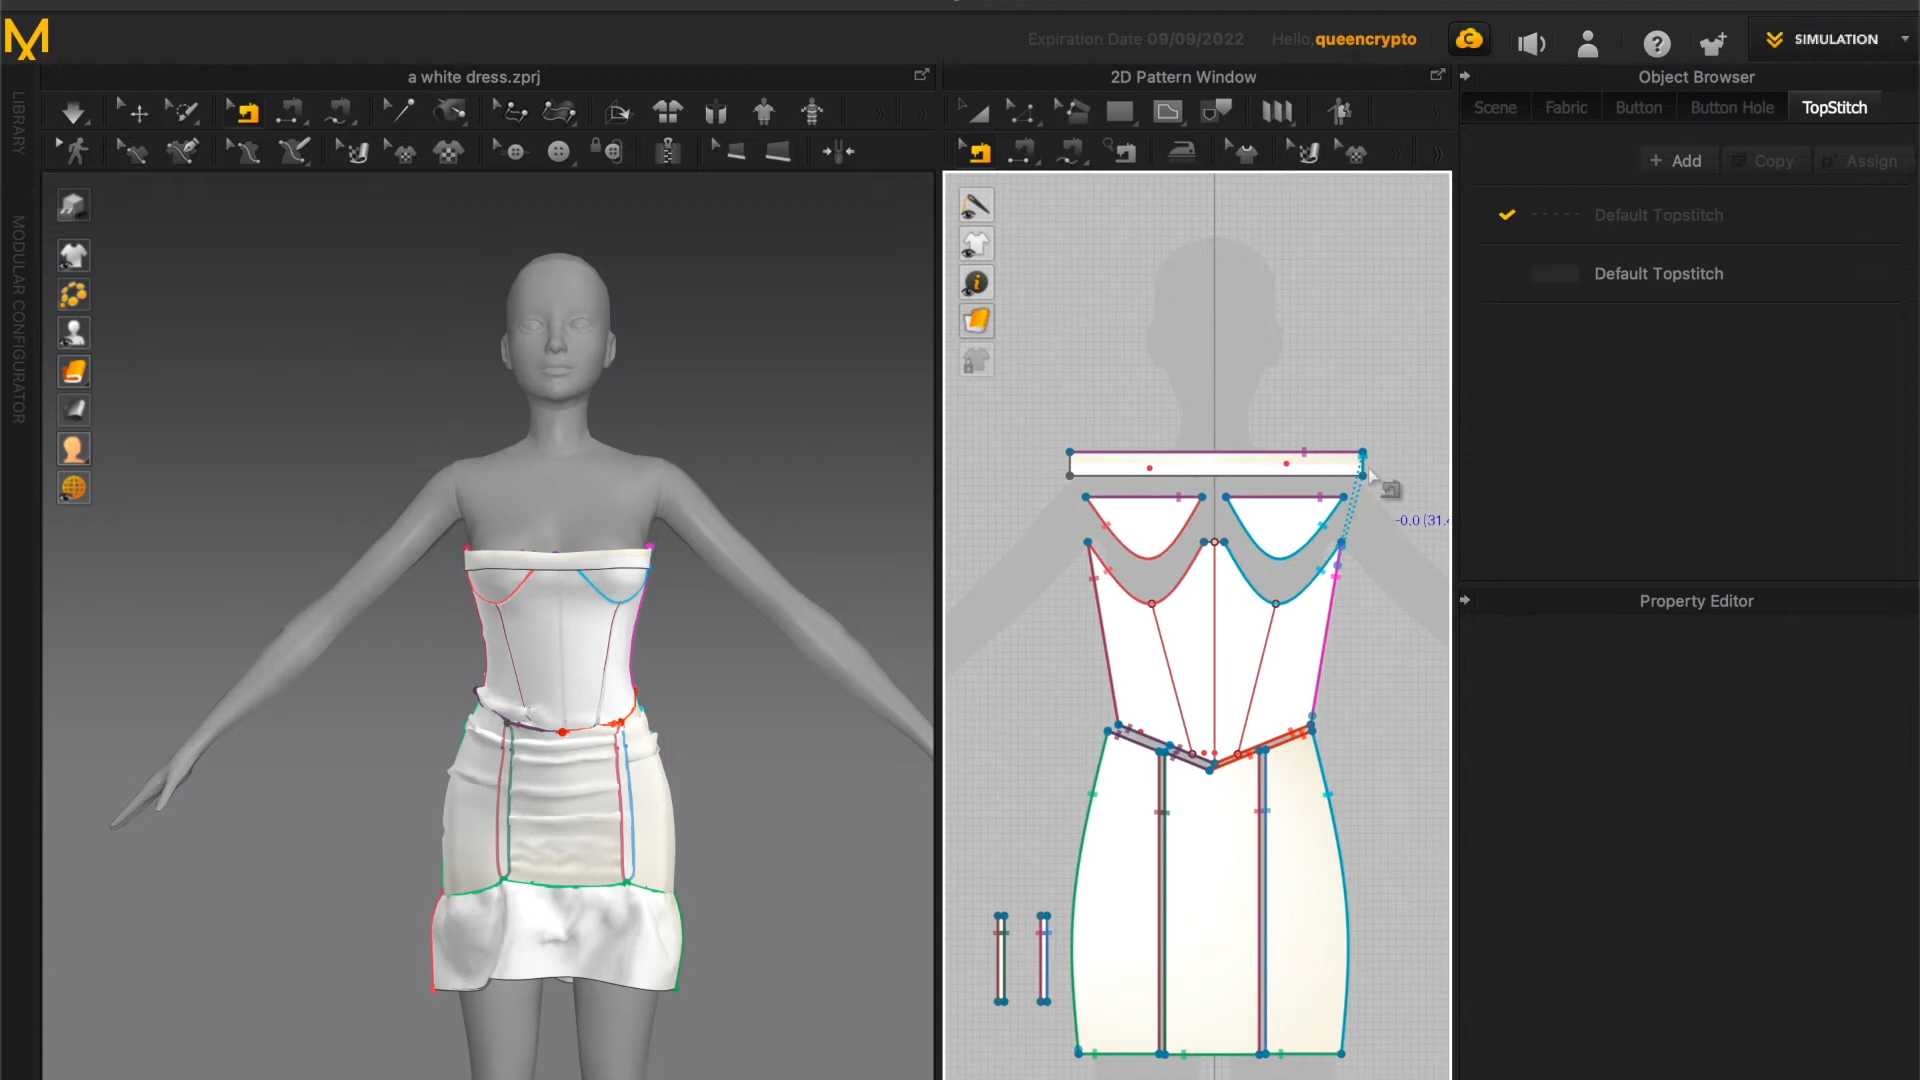 Expiration Date 09/09/2022 Hello, queencrypto
SIMULATION
a white dress.zprj
2D Pattern Window
Object Browser
LIBRARY
MODULAR CONFIGURATOR
Scene Fabric Button Button Hole TopStitch
+ Add Copy Assign
Default Topstitch
Default Topstitch
-0.0 (31.4
Property Editor